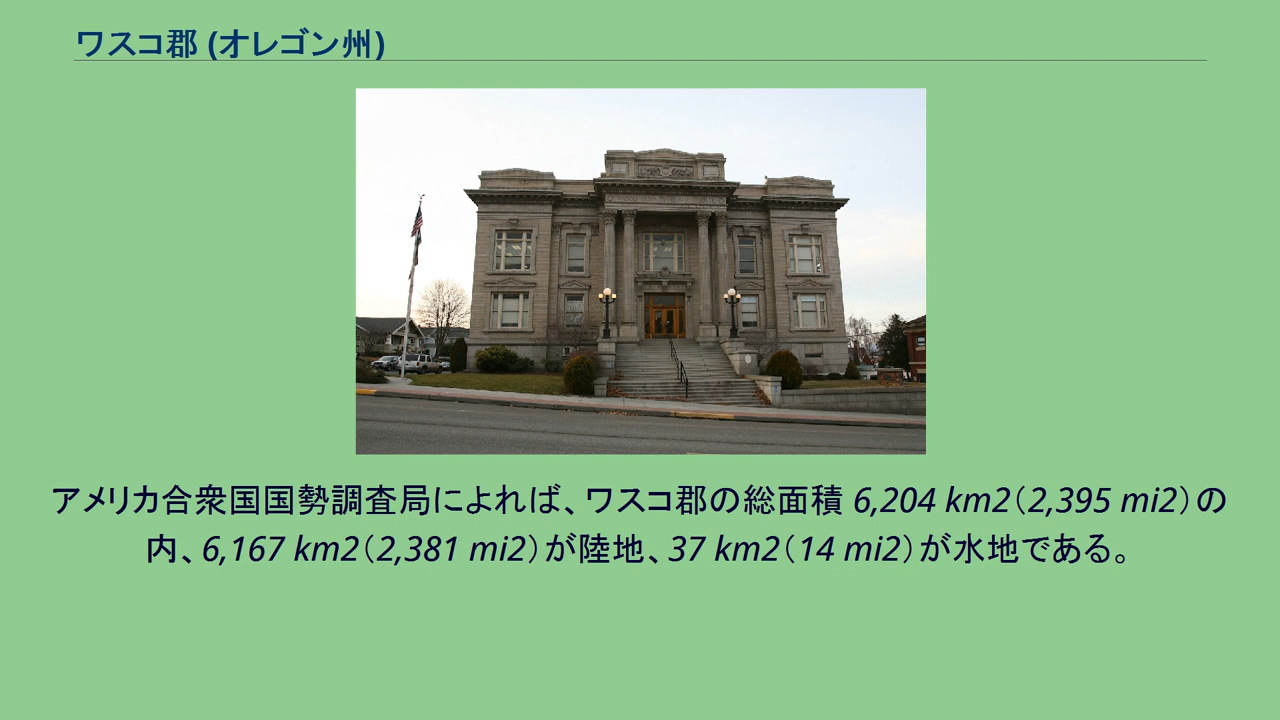 ワスコ郡 (オレゴン州)
アメリカ合衆国国勢調査局によれば、ワスコ郡の総面積 6,204 km2（2,395 mi2）の
内、6,167 km2（2,381 mi2）が陸地、37 km2（14 mi2）が水地である。